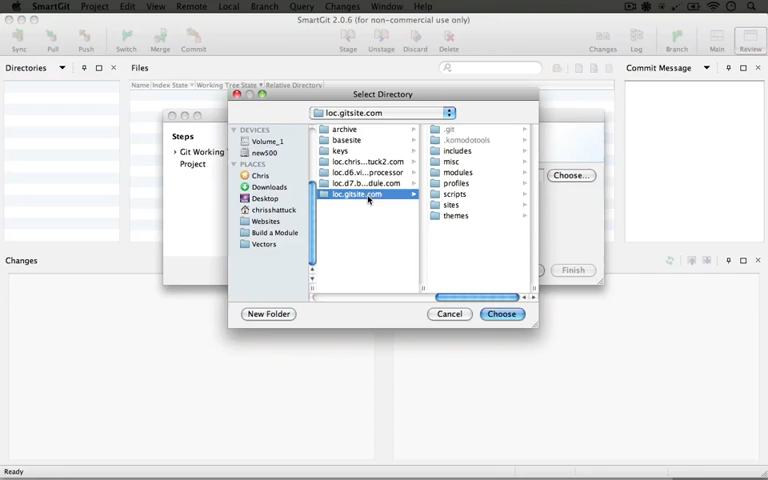 SmartGit Project Edit View Remote Local Branch Query Changes Window Help
SmartGit 2.0.6 (for non-commercial use only)
Sync Pull Push Switch Merge Commit Stage Unstage Discard Delete Changes Log Branch Main Review
Directories Files Commit Message
Name Index State Working Tree State Relative Directory
Select Directory
loc.gitsite.com
Steps
Git Working
Project
DEVICES
Volume_1
new500
PLACES
Chris
Downloads
Desktop
chrisshattuck
Websites
Build a Module
Vectors
archive
basesite
keys
loc.chris...tuck2.com
loc.d6.vi...processor
loc.d7.b...dule.com
loc.gitsite.com
.git
.komodotools
includes
misc
modules
profiles
scripts
sites
themes
Choose...
Finish
New Folder Cancel Choose
Changes
Ready